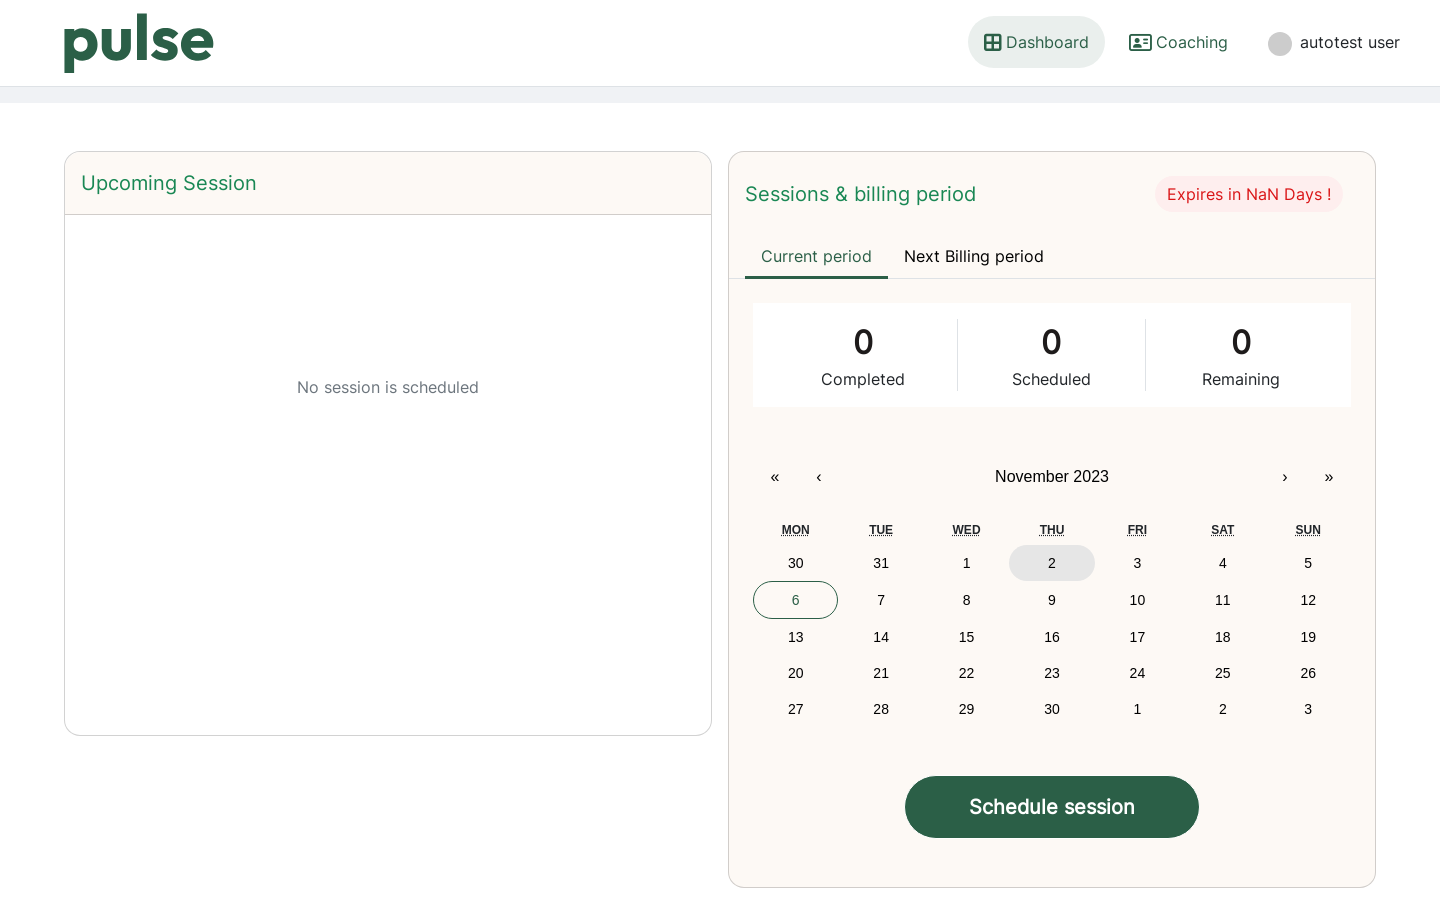 pulse
Dashboard
Coaching
autotest user
Upcoming Session
No session is scheduled
Sessions & billing period
Expires in NaN Days !
Current period
Next Billing period
0 0 0
Completed Scheduled Remaining
« ‹ November 2023 › »
MON TUE WED THU FRI SAT SUN
30 31 1 2 3 4 5
6 7 8 9 10 11 12
13 14 15 16 17 18 19
20 21 22 23 24 25 26
27 28 29 30 1 2 3
Schedule session